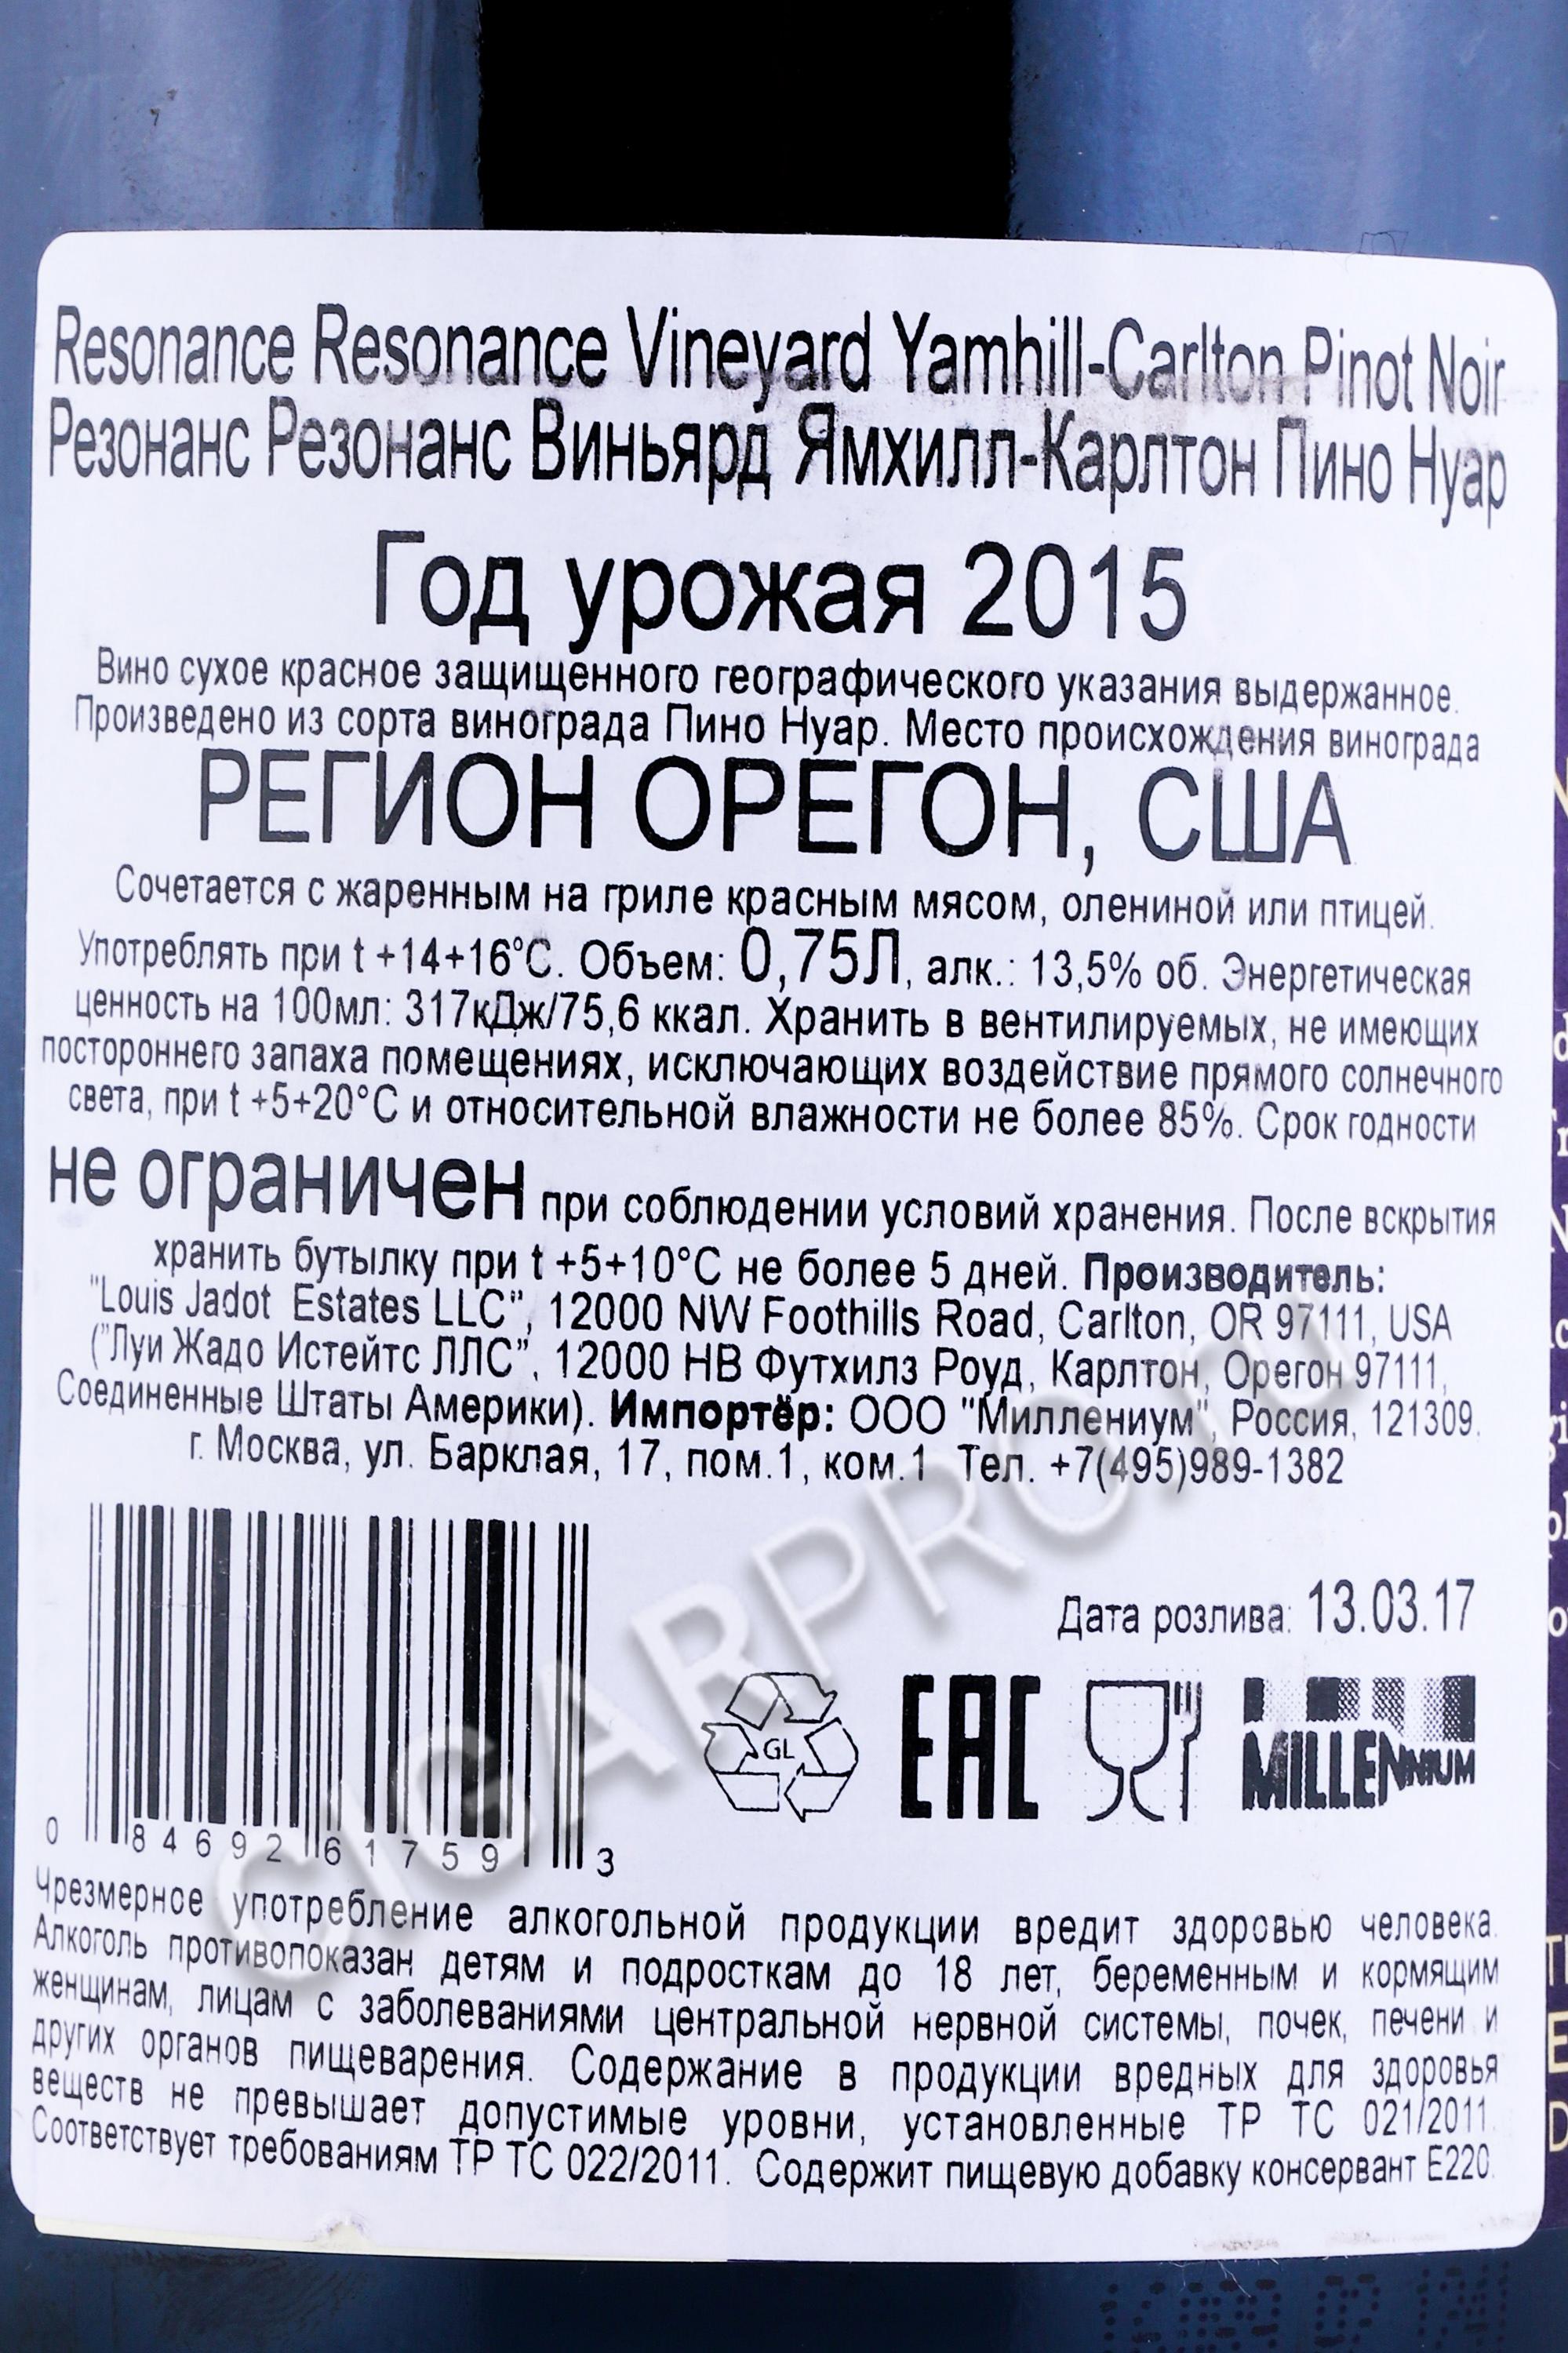 Resonance Resonance Vineyard Yamhill-Carlton Pinot Noir
Резонанс Резонанс Виньярд Ямхилл-Карлтон Пино Нуар
Год урожая 2015
Вино сухое красное защищенного географического указания выдержанное.
Произведено из сорта винограда Пино Нуар. Место происхождения винограда
РЕГИОН ОРЕГОН, США
Сочетается с жаренным на гриле красным мясом, олениной или птицей.
Употреблять при t +14+16°С. Объем: 0,75Л, алк.: 13,5% об. Энергетическая
ценность на 100мл: 317кДж/75,6 ккал. Хранить в вентилируемых, не имеющих
постороннего запаха помещениях, исключающих воздействие прямого солнечного
света, при t +5+20°С и относительной влажности не более 85%. Срок годности
не ограничен при соблюдении условий хранения. После вскрытия
хранить бутылку при t +5+10°С не более 5 дней. Производитель:
"Louis Jadot Estates LLC", 12000 NW Foothills Road, Carlton, OR 97111, USA
("Луи Жадо Истейтс ЛЛС", 12000 НВ Футхилз Роуд, Карлтон, Орегон 97111,
Соединенные Штаты Америки). Импортёр: ООО "Миллениум", Россия, 121309,
г. Москва, ул. Барклая, 17, пом.1, ком.1 Тел. +7(495)989-1382
Дата розлива: 13.03.17
GL
EAC
MILLENNIUM
0 84692 61759 3
CIGARPRO.ru
Чрезмерное употребление алкогольной продукции вредит здоровью человека.
Алкоголь противопоказан детям и подросткам до 18 лет, беременным и кормящим
женщинам, лицам с заболеваниями центральной нервной системы, почек, печени и
других органов пищеварения. Содержание в продукции вредных для здоровья
веществ не превышает допустимые уровни, установленные ТР ТС 021/2011.
Соответствует требованиям ТР ТС 022/2011. Содержит пищевую добавку консервант Е220.